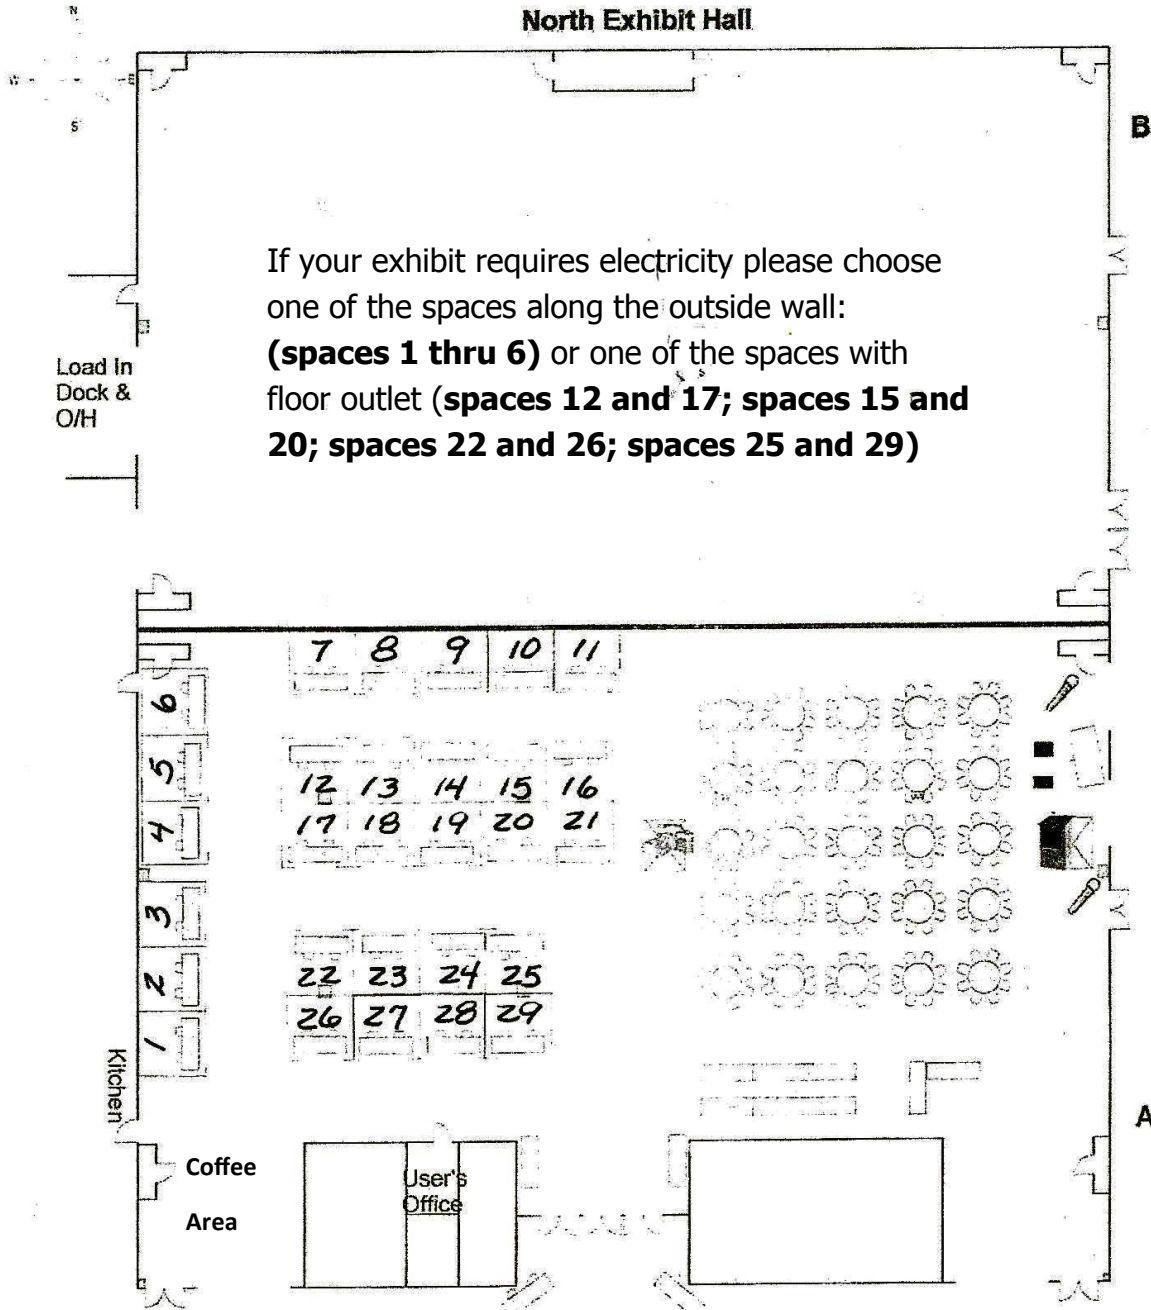 North Exhibit Hall
N
W
E
S
B
If your exhibit requires electricity please choose
one of the spaces along the outside wall:
(spaces 1 thru 6) or one of the spaces with
floor outlet (spaces 12 and 17; spaces 15 and
20; spaces 22 and 26; spaces 25 and 29)
Load In
Dock &
O/H
7 8 9 10 11
6
5
4
3
2
1
12 13 14 15 16
17 18 19 20 21
22 23 24 25
26 27 28 29
Kitchen
A
Coffee
Area
User's
Office